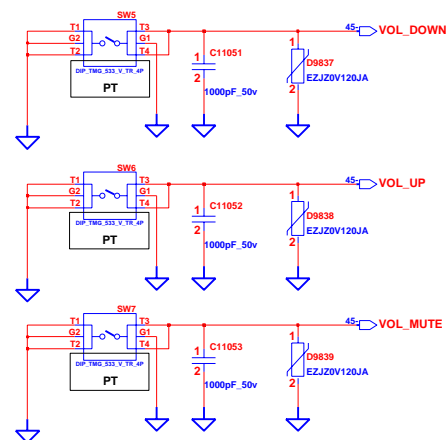 SW5
T1 T3
G2 G1
T2 T4
DIP_TMG_533_V_TR_4P
PT
C11051
1
2
1000pF_50v
1
D9837
EZJZ0V120JA
2
45
VOL_DOWN
SW6
T1 T3
G2 G1
T2 T4
DIP_TMG_533_V_TR_4P
PT
C11052
1
2
1000pF_50v
1
D9838
EZJZ0V120JA
2
45
VOL_UP
SW7
T1 T3
G2 G1
T2 T4
DIP_TMG_533_V_TR_4P
PT
C11053
1
2
1000pF_50v
1
D9839
EZJZ0V120JA
2
45
VOL_MUTE